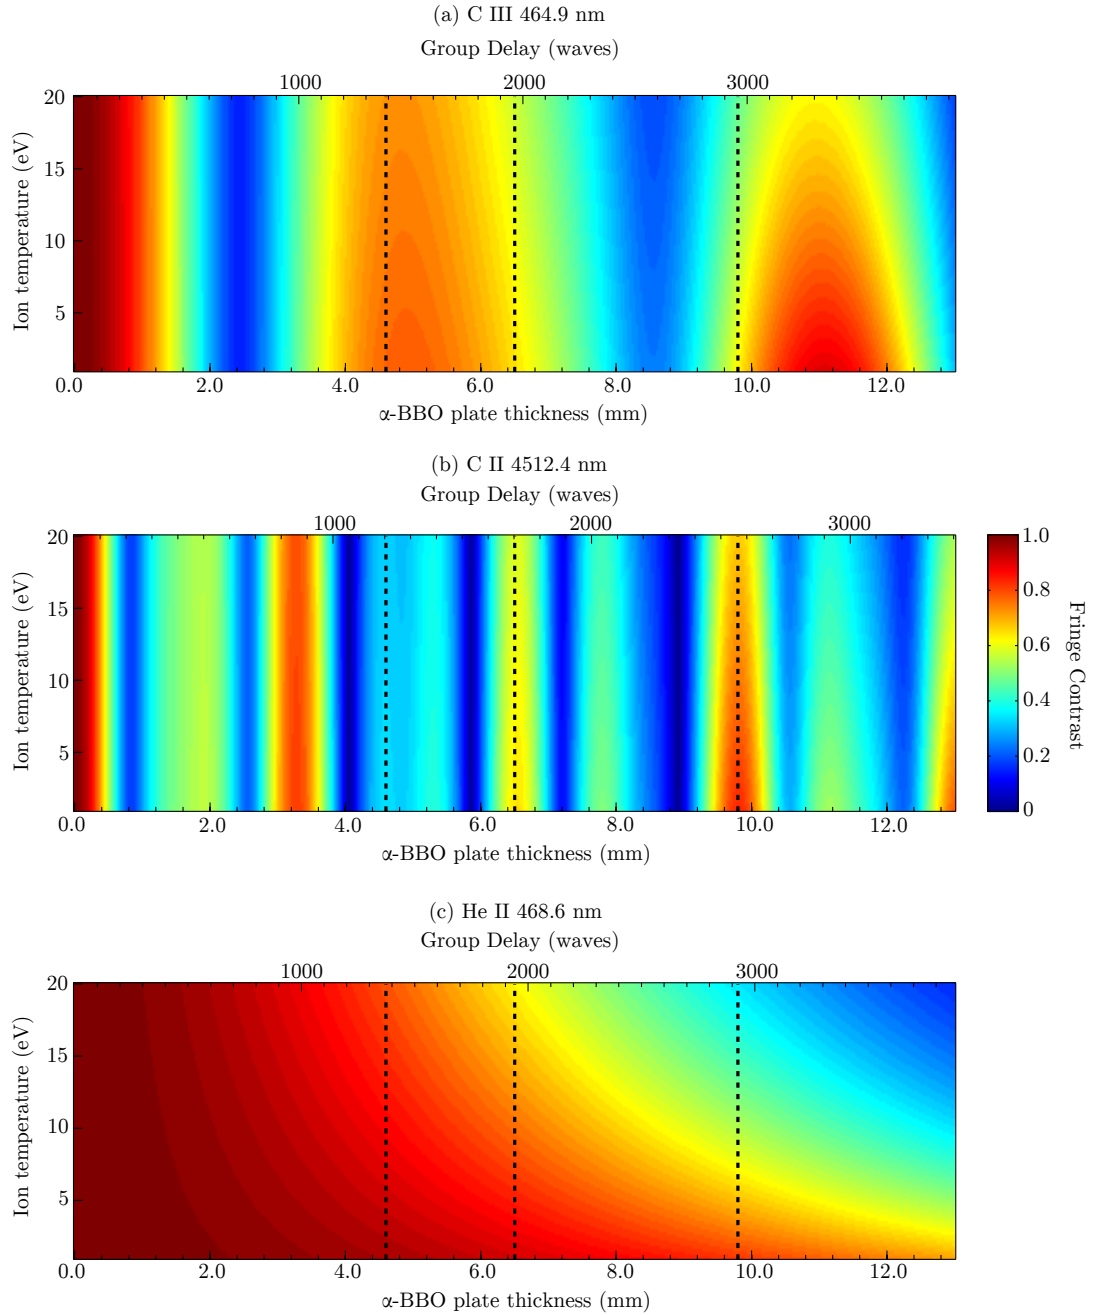 (a) C III 464.9 nm
Group Delay (waves)
1000 2000 3000
20
15
10
5
Ion temperature (eV)
0.0 2.0 4.0 6.0 8.0 10.0 12.0
α-BBO plate thickness (mm)
(b) C II 4512.4 nm
Group Delay (waves)
1000 2000 3000
20
15
10
5
Ion temperature (eV)
0.0 2.0 4.0 6.0 8.0 10.0 12.0
α-BBO plate thickness (mm)
1.0
0.8
0.6
0.4
0.2
0
Fringe Contrast
(c) He II 468.6 nm
Group Delay (waves)
1000 2000 3000
20
15
10
5
Ion temperature (eV)
0.0 2.0 4.0 6.0 8.0 10.0 12.0
α-BBO plate thickness (mm)